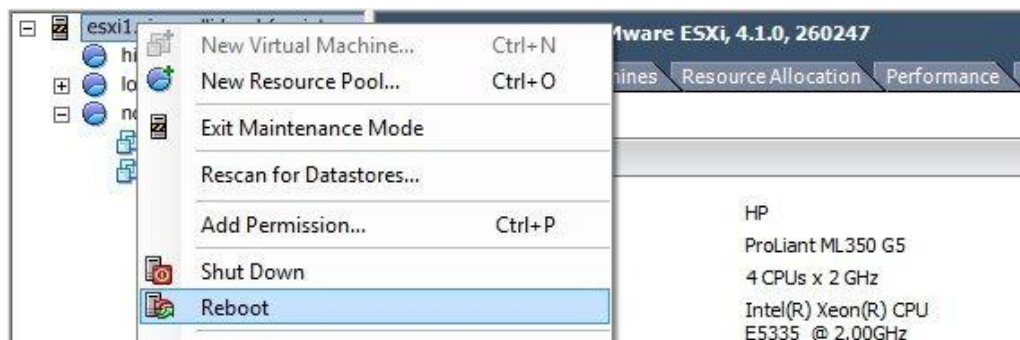 esxi1.
Mware ESXi, 4.1.0, 260247
hi
lo
New Virtual Machine... Ctrl+N
New Resource Pool... Ctrl+O
Exit Maintenance Mode
Rescan for Datastores...
Add Permission... Ctrl+P
Shut Down
Reboot
hines Resource Allocation Performance
HP
ProLiant ML350 G5
4 CPUs x 2 GHz
Intel(R) Xeon(R) CPU
E5335 @ 2.00GHz